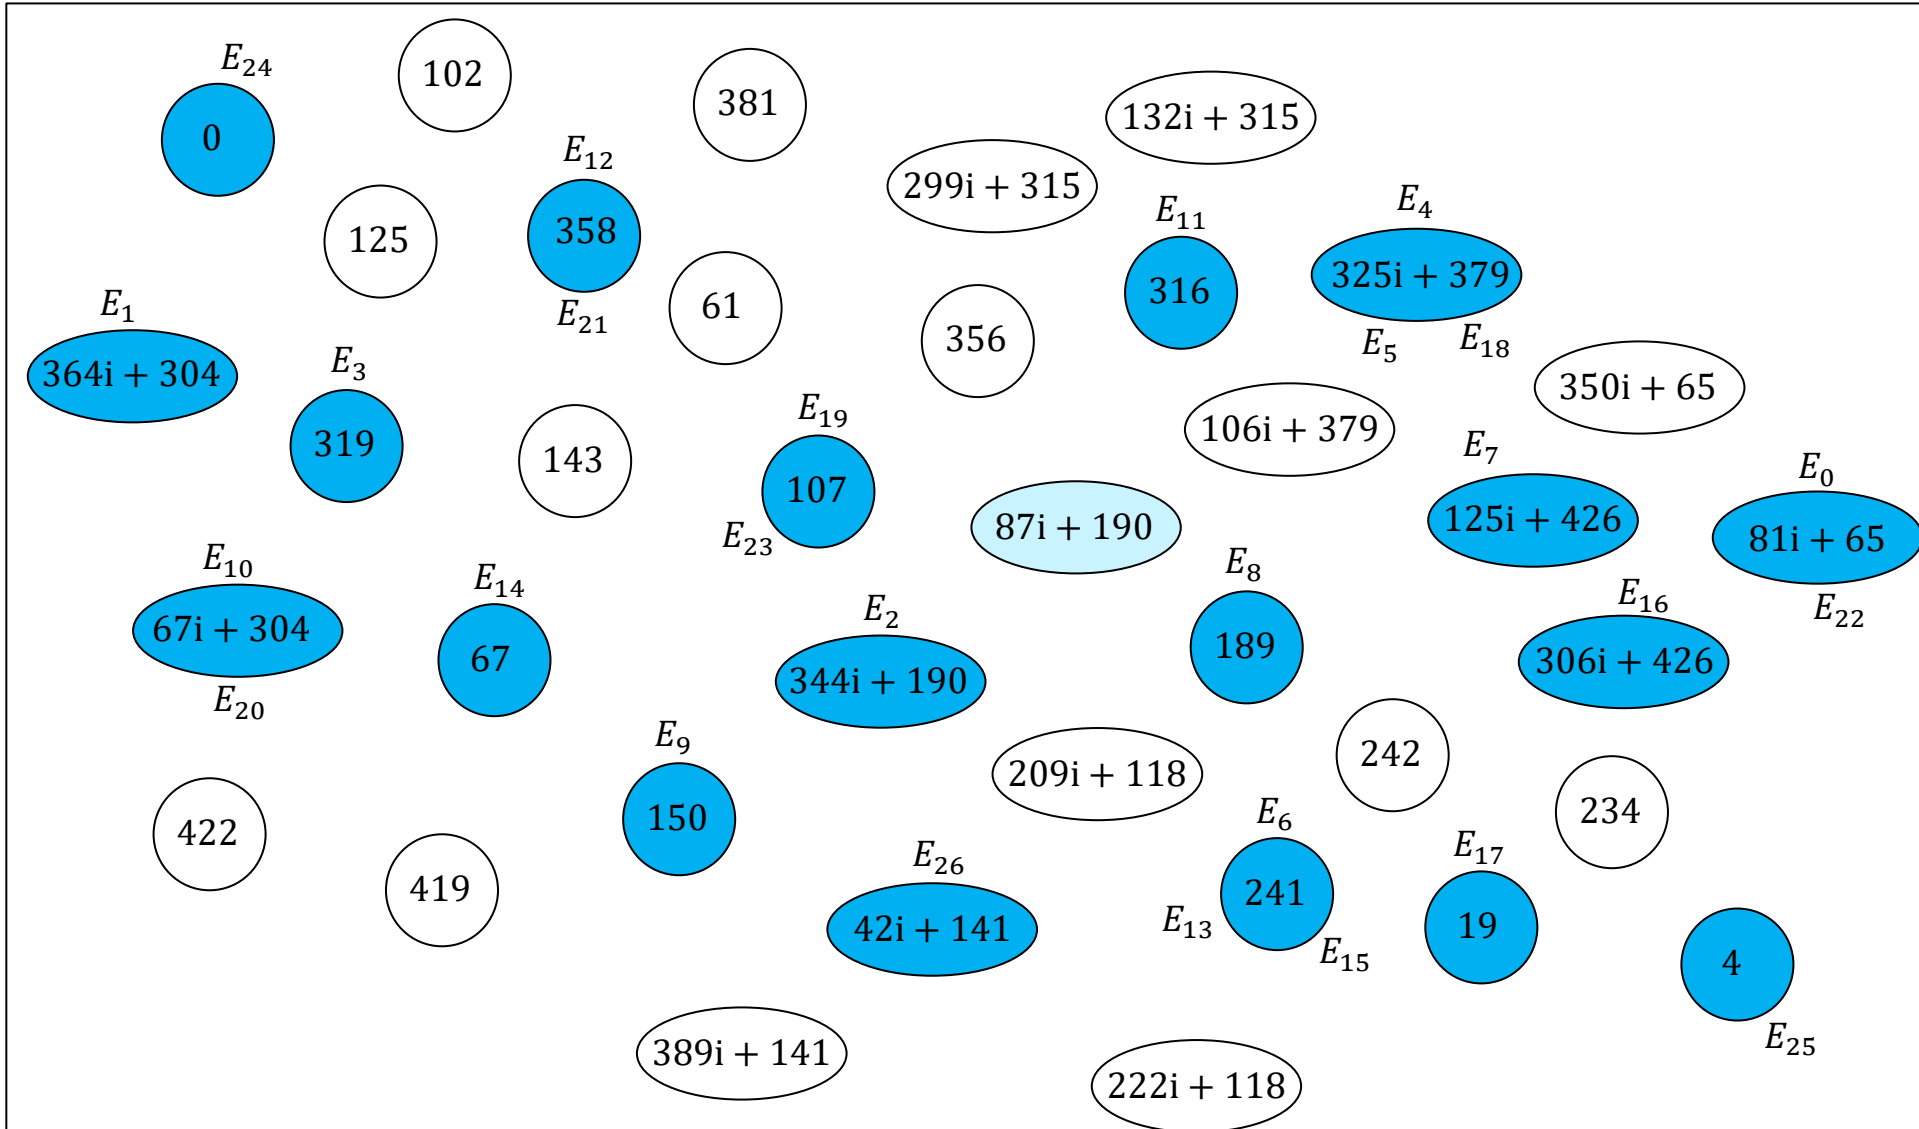 E₂₄
0
102
381
132i + 315
299i + 315
E₁₂
358
E₂₁
125
61
356
E₁₁
316
E₄
325i + 379
E₅
E₁₈
350i + 65
E₁
364i + 304
E₃
319
143
E₁₉
107
E₂₃
106i + 379
E₇
125i + 426
E₀
81i + 65
E₂₂
87i + 190
E₁₀
67i + 304
E₂₀
E₁₄
67
E₂
344i + 190
E₈
189
E₁₆
306i + 426
E₉
150
209i + 118
242
234
422
419
E₂₆
42i + 141
E₆
241
E₁₃
E₁₅
E₁₇
19
4
E₂₅
389i + 141
222i + 118